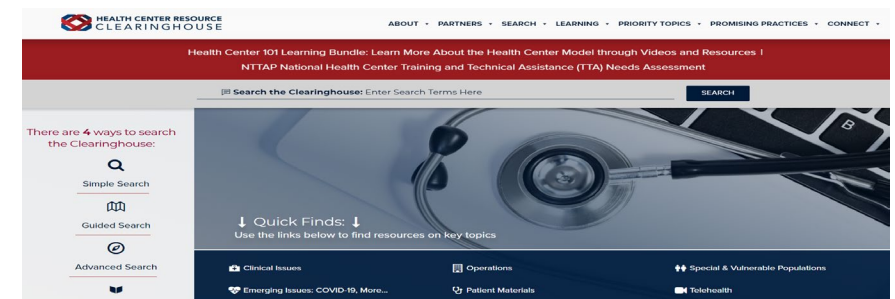 HEALTH CENTER RESOURCE
CLEARINGHOUSE
ABOUT PARTNERS SEARCH LEARNING PRIORITY TOPICS PROMISING PRACTICES CONNECT
Health Center 101 Learning Bundle: Learn More About the Health Center Model through Videos and Resources |
NTTAP National Health Center Training and Technical Assistance (TTA) Needs Assessment
Search the Clearinghouse: Enter Search Terms Here
SEARCH
There are 4 ways to search
the Clearinghouse:
Simple Search
Guided Search
Advanced Search
↓ Quick Finds: ↓
Use the links below to find resources on key topics
Clinical Issues
Operations
Special & Vulnerable Populations
Emerging Issues: COVID-19, More...
Patient Materials
Telehealth